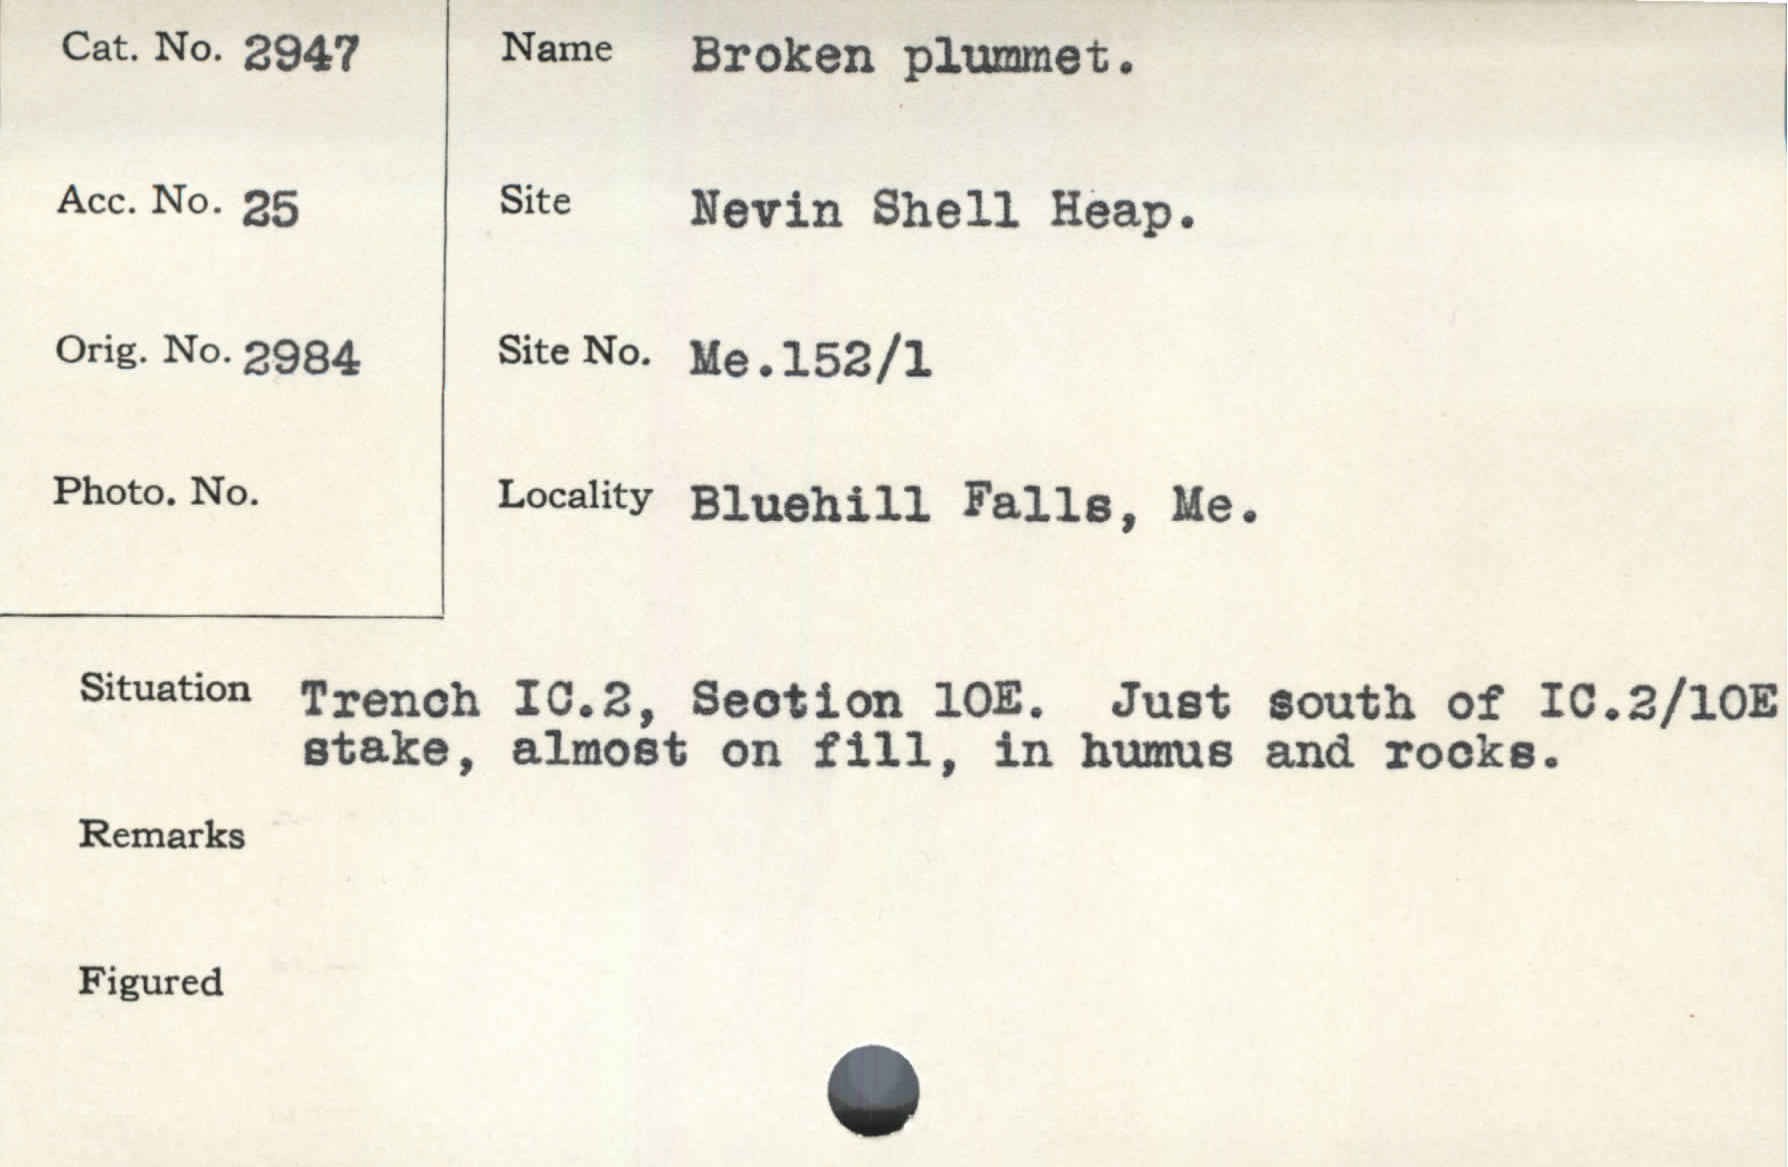 Cat. No. 2947
Name Broken plummet.
Acc. No. 25
Site Nevin Shell Heap.
Orig. No. 2984
Site No. Me.152/1
Photo. No.
Locality Bluehill Falls, Me.
Situation Trench IC.2, Section 10E. Just south of IC.2/10E
stake, almost on fill, in humus and rocks.
Remarks
Figured